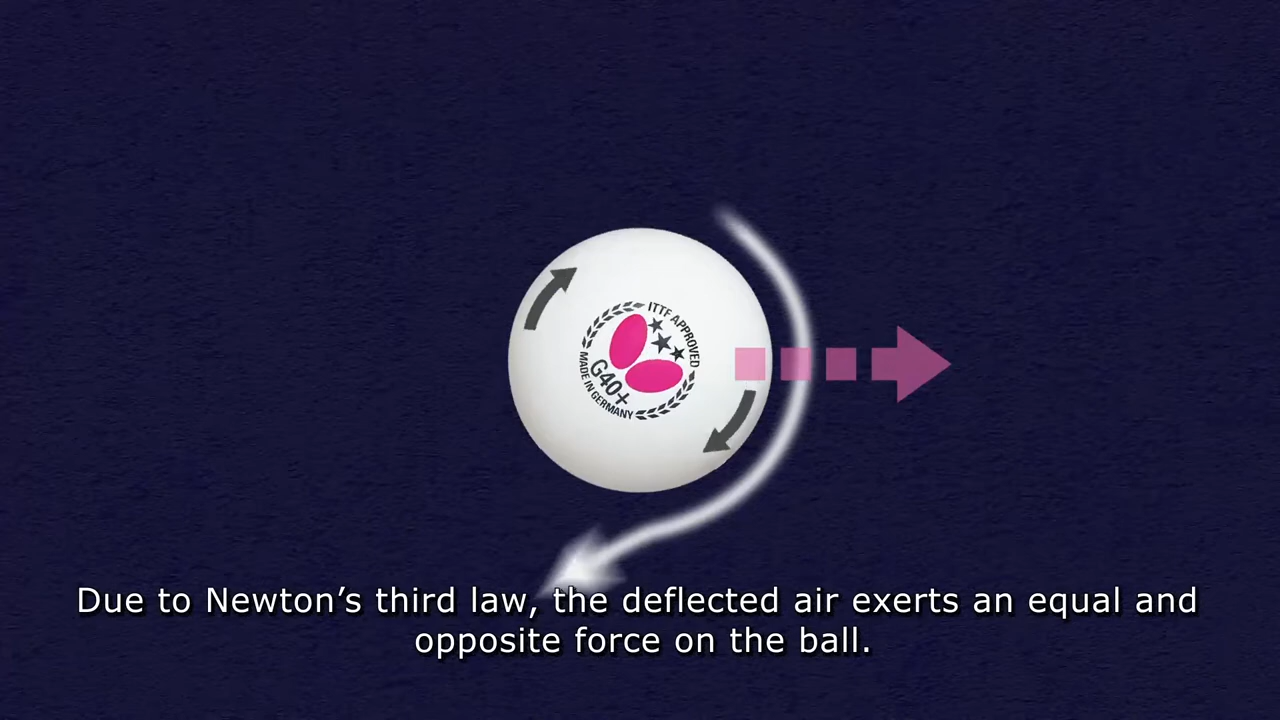 ITTF APPROVED
G40+
MADE IN GERMANY
Due to Newton’s third law, the deflected air exerts an equal and
opposite force on the ball.